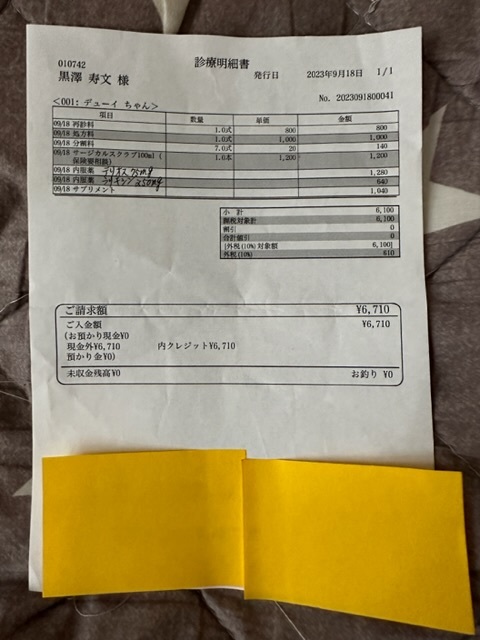 診療明細書
010742
黒澤 寿文 様
発行日 2023年9月18日 1/1
No. 2023091800041
<001: デューイ ちゃん>
項目 数量 単価 金額
09/18 再診料 1.0式 800 800
09/18 処方料 1.0式 1,000 1,000
09/18 分割料 7.0式 20 140
09/18 サージカルスクラブ100ml ( 1.0本 1,200 1,200
09/18 内服薬 75mg 1,280
09/18 内服薬 250mg 640
09/18 サプリメント 1,040
小 計 6,100
課税対象計 6,100
割引 0
合計値引 0
[外税(10%)対象額 6,100]
外税(10%) 610
ご請求額 ¥6,710
ご入金額 ¥6,710
(お預かり現金¥0
現金外¥6,710 内クレジット¥6,710
預かり金¥0)
未収金残高¥0 お釣り ¥0